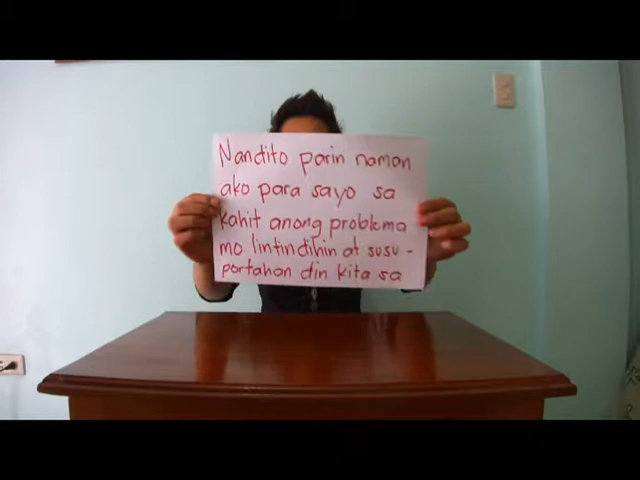 Nandito parin naman
ako para sayo sa
kahit anong problema
mo. lintindihin at susu-
portahan din kita sa